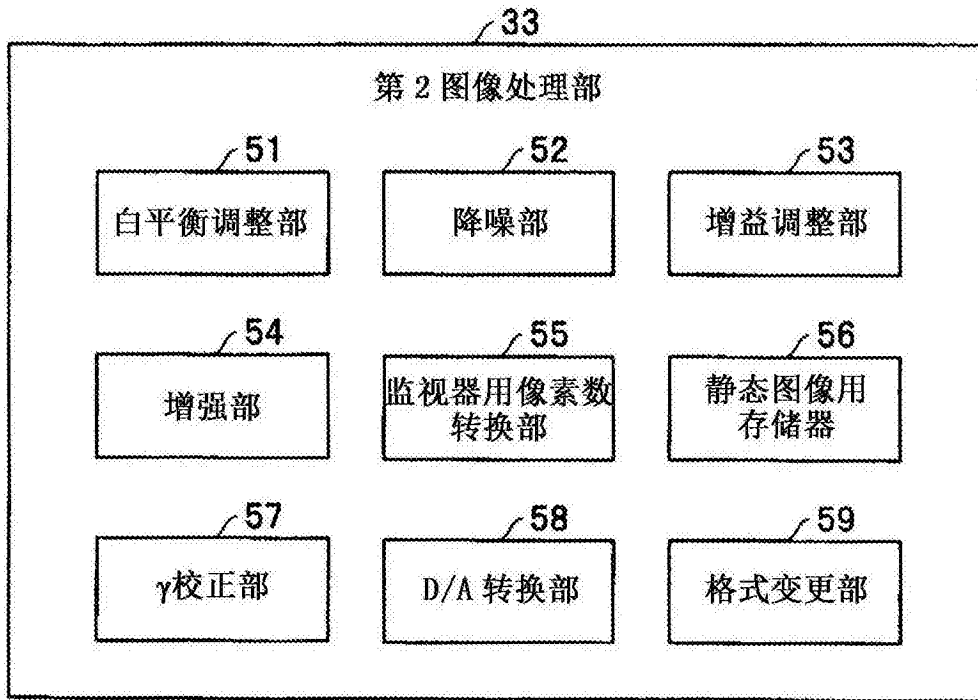 33
第2图像处理部
51
52
53
白平衡调整部
降噪部
增益调整部
54
55
56
增强部
监视器用像素数
转换部
静态图像用
存储器
57
58
59
γ校正部
D/A 转换部
格式变更部